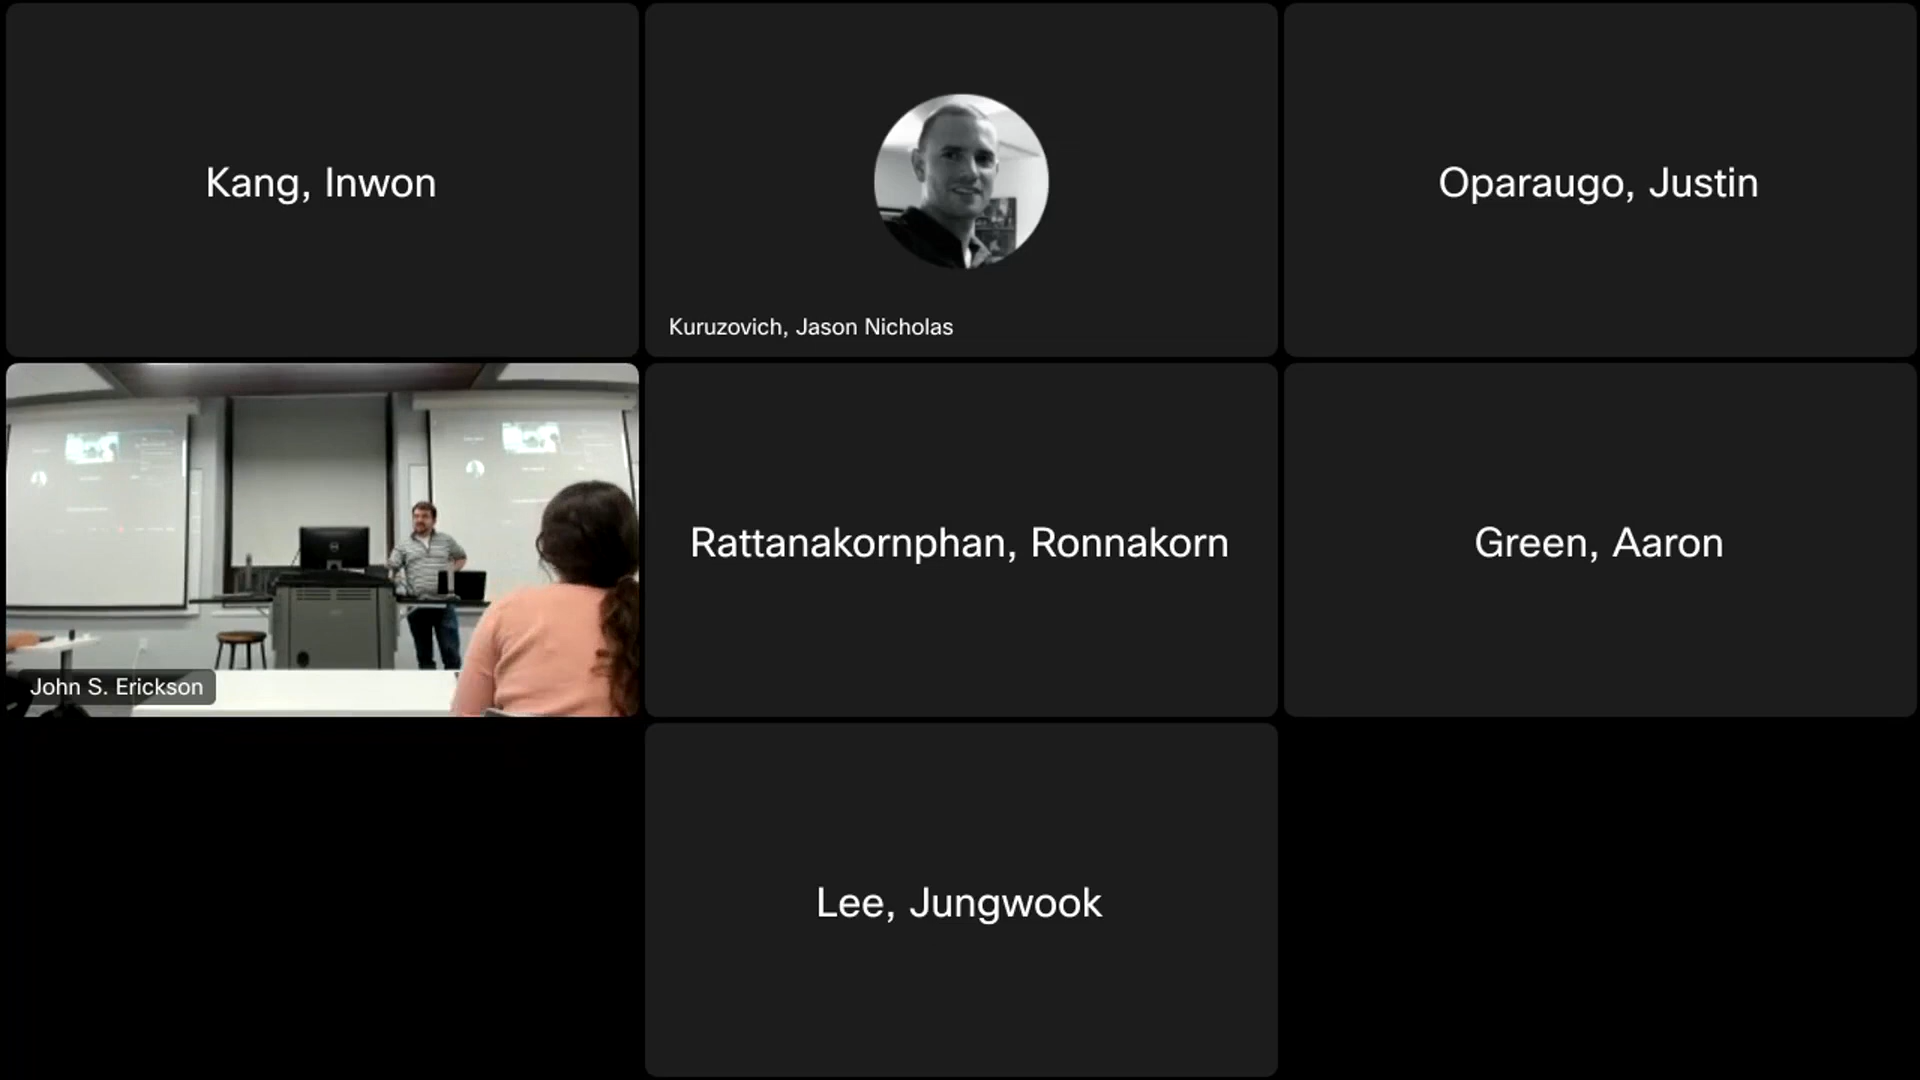 Kang, Inwon
Kuruzovich, Jason Nicholas
Oparaugo, Justin
John S. Erickson
Rattanakornphan, Ronnakorn
Green, Aaron
Lee, Jungwook